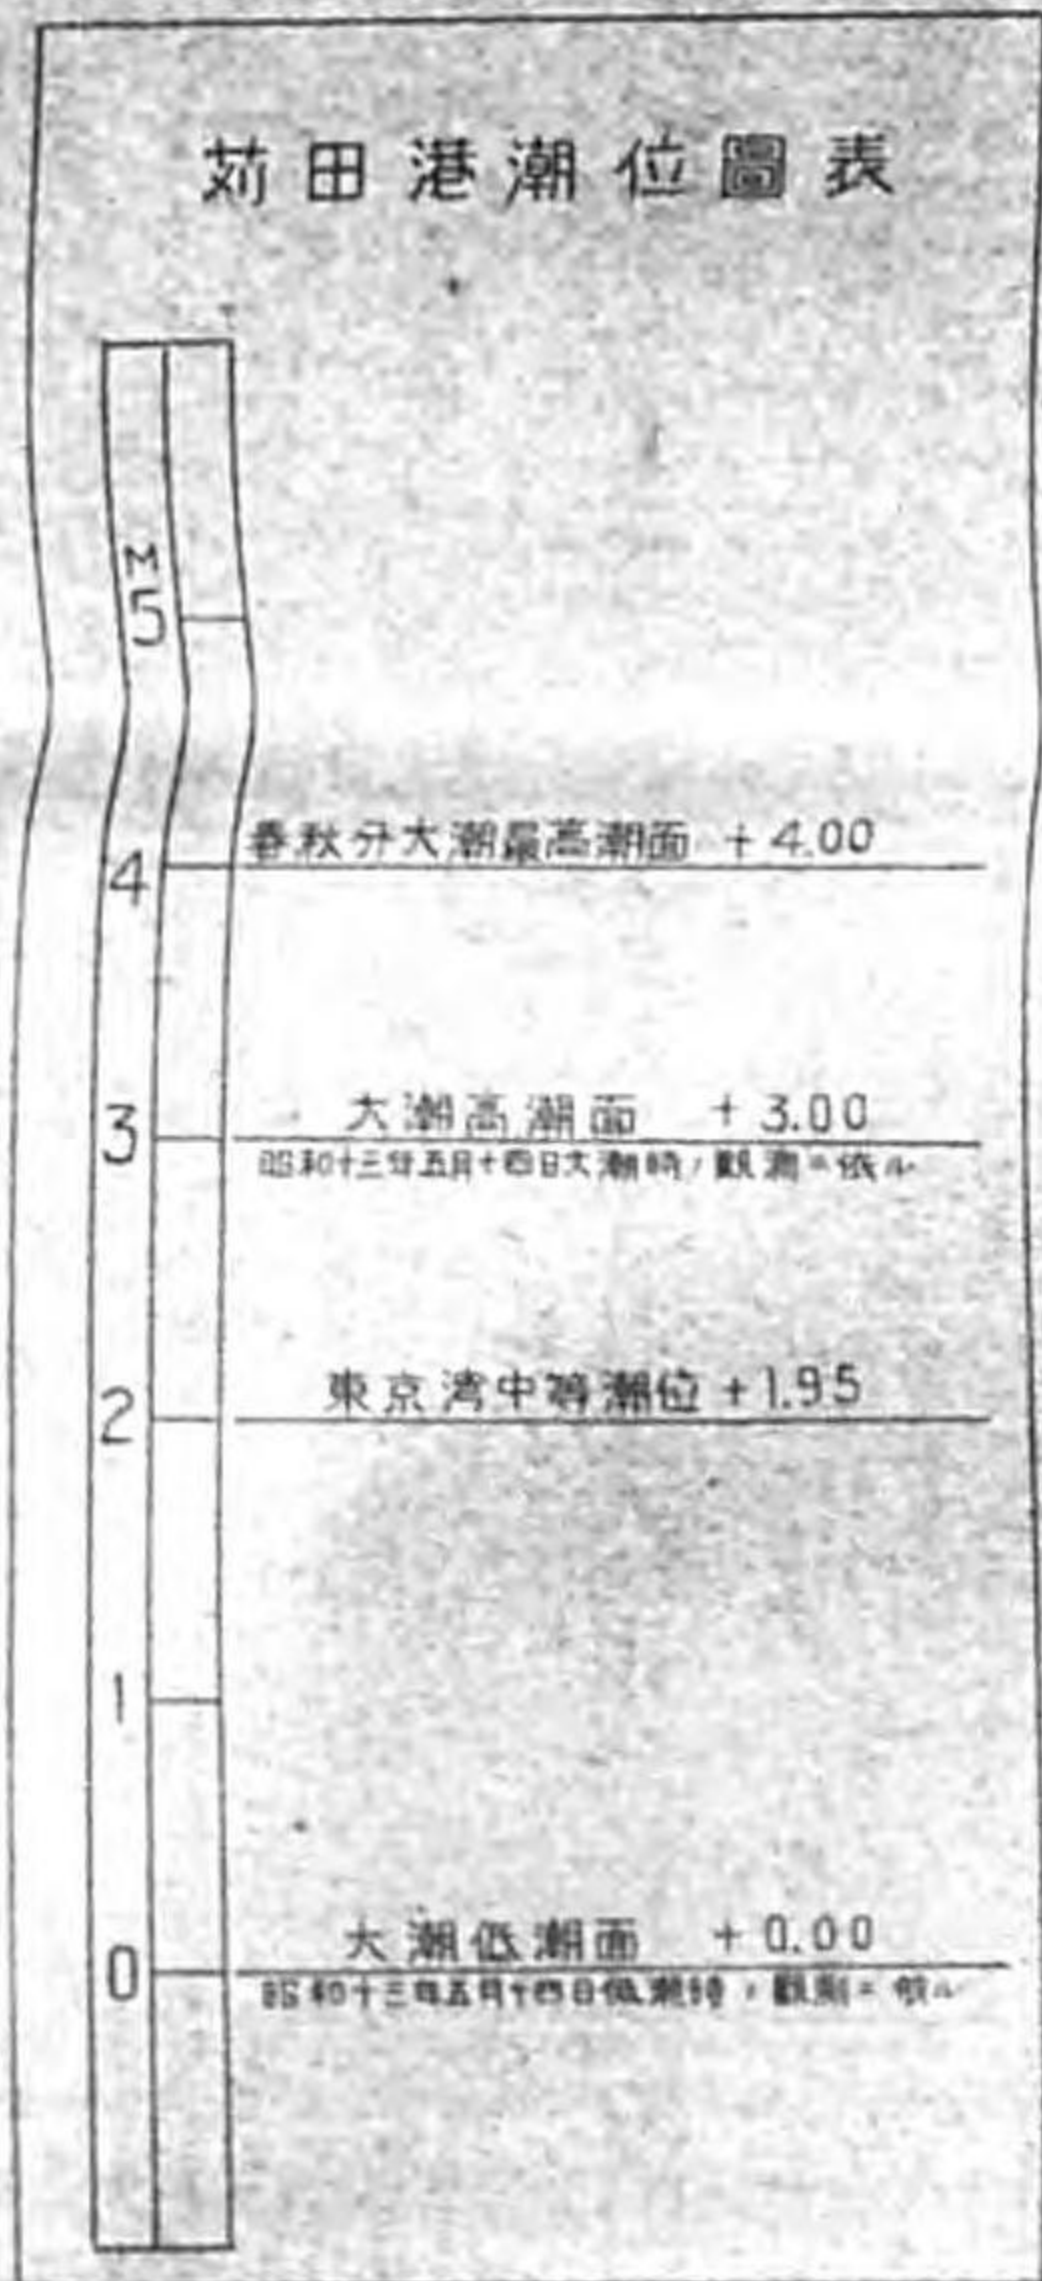 苅田港潮位圖表
M
5
春秋分大潮最高潮面 +4.00
4
大潮高潮面 +3.00
3
昭和十三年五月十四日大潮時ノ觀測ニ依ル
東京湾中等潮位 +1.95
2
1
大潮低潮面 +0.00
0
昭和十三年五月十四日低潮時ノ觀測ニ依ル